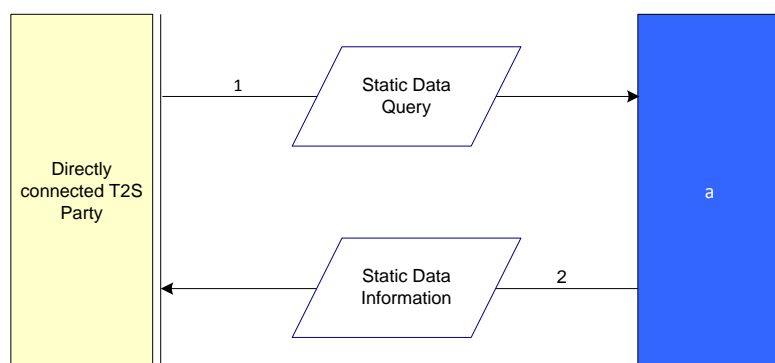 1
Static Data
Query
Directly
connected T2S
Party
a
Static Data
Information
2